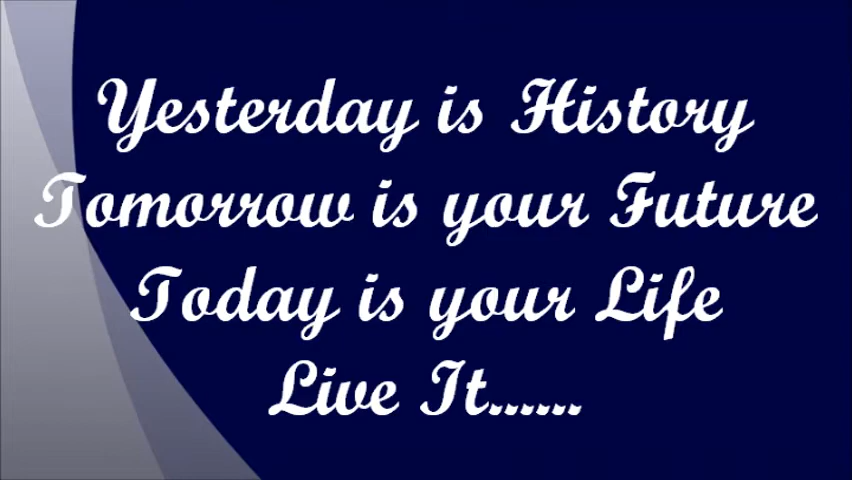 Yesterday is History
Tomorrow is your Future
Today is your Life
Live It......